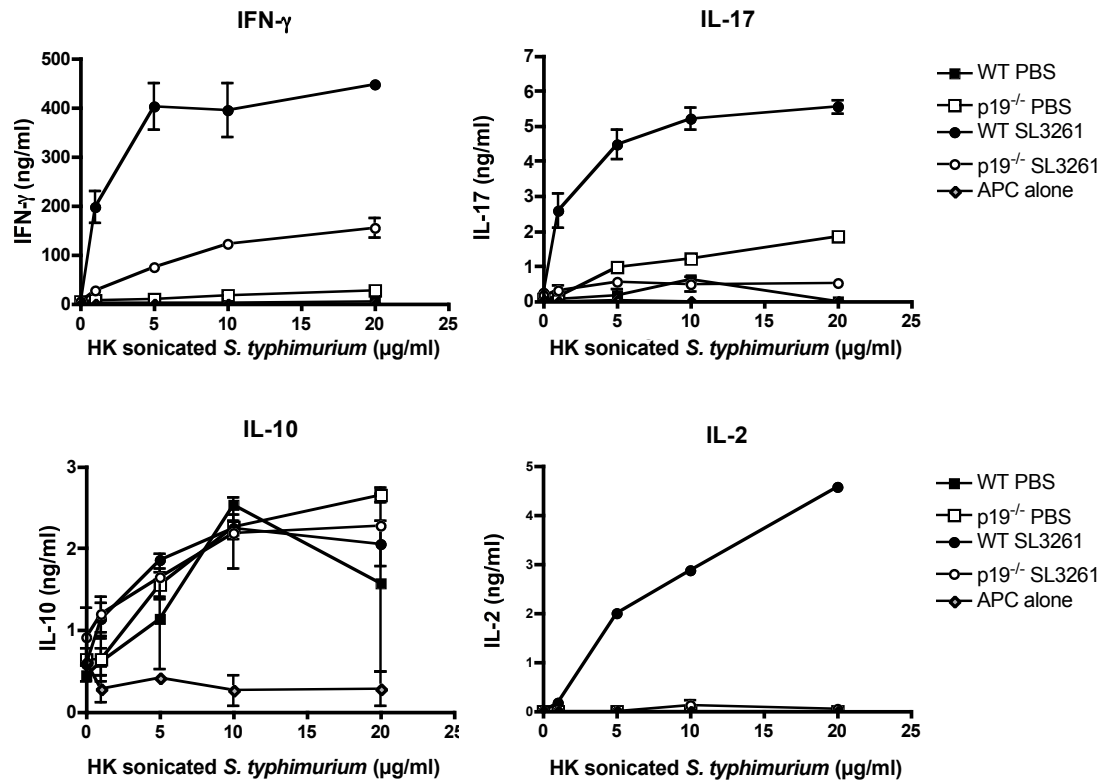 IFN-γ
500
400
300
200
100
0
IFN-γ (ng/ml)
0 5 10 15 20 25
HK sonicated S. typhimurium (µg/ml)
IL-17
7
6
5
4
3
2
1
0
IL-17 (ng/ml)
0 5 10 15 20 25
HK sonicated S. typhimurium (µg/ml)
WT PBS
p19-/- PBS
WT SL3261
p19-/- SL3261
APC alone
IL-10
3
2
1
0
IL-10 (ng/ml)
0 5 10 15 20 25
HK sonicated S. typhimurium (µg/ml)
IL-2
5
4
3
2
1
0
IL-2 (ng/ml)
0 5 10 15 20 25
HK sonicated S. typhimurium (µg/ml)
WT PBS
p19-/- PBS
WT SL3261
p19-/- SL3261
APC alone